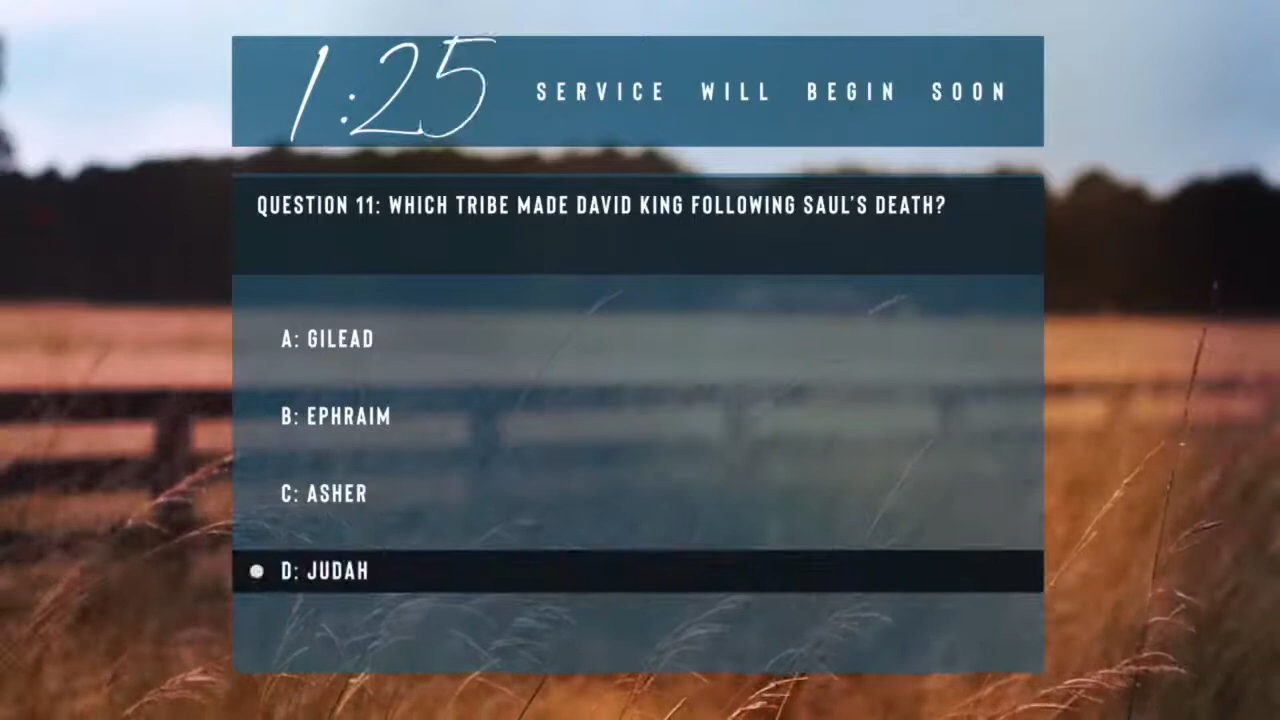 1:25 SERVICE WILL BEGIN SOON
QUESTION 11: WHICH TRIBE MADE DAVID KING FOLLOWING SAUL'S DEATH?
A: GILEAD
B: EPHRAIM
C: ASHER
D: JUDAH